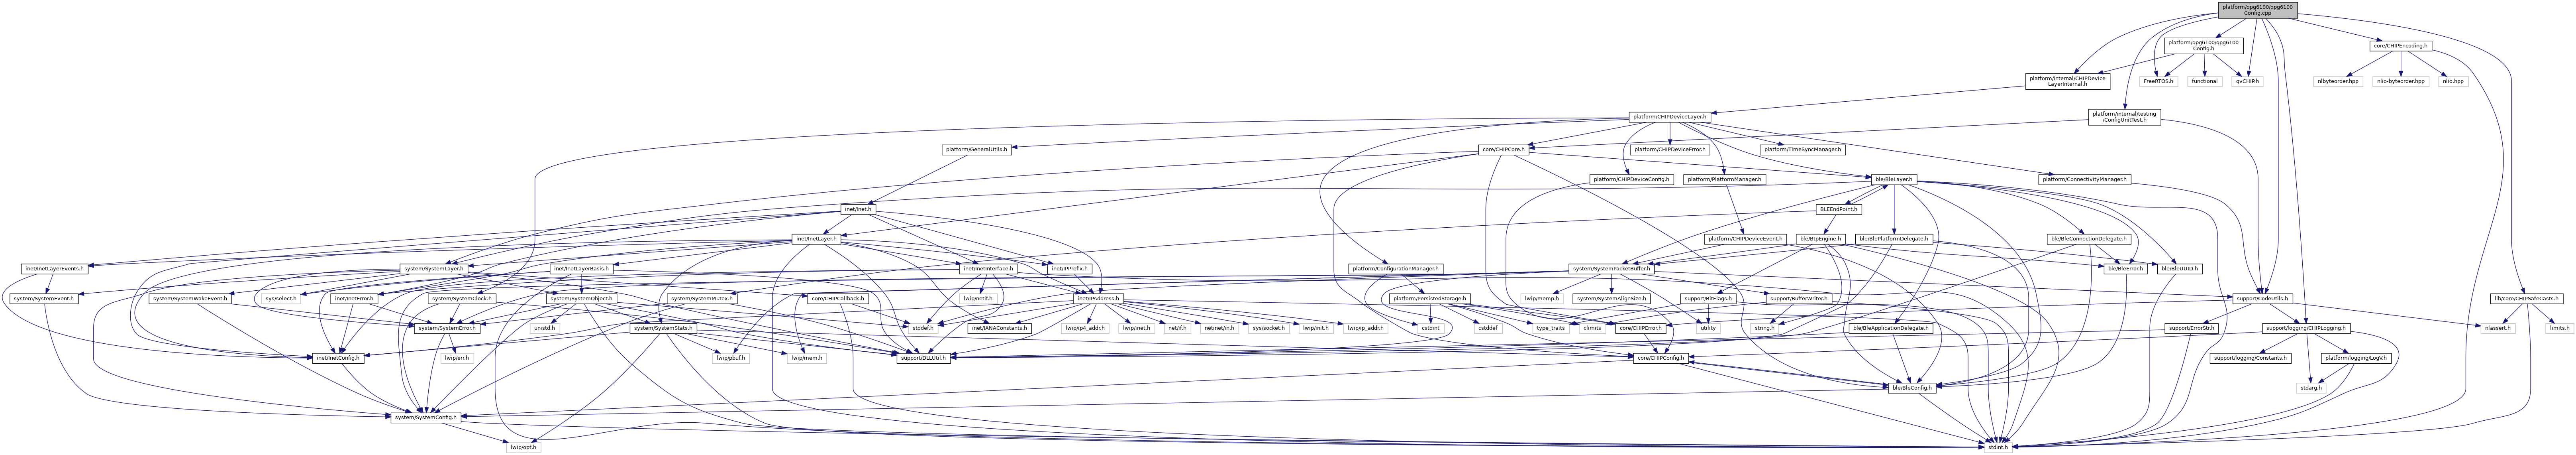 platform/qpg6100/qpg6100
Config.cpp
platform/qpg6100/qpg6100
Config.h
core/CHIPEncoding.h
platform/internal/CHIPDevice
LayerInternal.h
FreeRTOS.h
functional
qvCHIP.h
nlbyteorder.hpp
nlio-byteorder.hpp
nlio.hpp
platform/CHIPDeviceLayer.h
platform/internal/testing
/ConfigUnitTest.h
platform/GeneralUtils.h
core/CHIPCore.h
platform/CHIPDeviceError.h
platform/TimeSyncManager.h
platform/CHIPDeviceConfig.h
platform/PlatformManager.h
ble/BleLayer.h
platform/ConnectivityManager.h
inet/Inet.h
BLEEndPoint.h
inet/InetLayer.h
platform/CHIPDeviceEvent.h
ble/BtpEngine.h
ble/BlePlatformDelegate.h
ble/BleConnectionDelegate.h
inet/InetLayerEvents.h
system/SystemLayer.h
inet/InetLayerBasis.h
inet/InetInterface.h
inet/IPPrefix.h
platform/ConfigurationManager.h
system/SystemPacketBuffer.h
ble/BleError.h
ble/BleUUID.h
system/SystemEvent.h
system/SystemWakeEvent.h
sys/select.h
inet/InetError.h
system/SystemClock.h
system/SystemObject.h
system/SystemMutex.h
core/CHIPCallback.h
lwip/netif.h
inet/IPAddress.h
platform/PersistedStorage.h
lwip/memp.h
system/SystemAlignSize.h
support/BitFlags.h
support/BufferWriter.h
support/CodeUtils.h
lib/core/CHIPSafeCasts.h
system/SystemError.h
unistd.h
system/SystemStats.h
stddef.h
inet/IANAConstants.h
lwip/ip4_addr.h
lwip/inet.h
net/if.h
netinet/in.h
sys/socket.h
lwip/init.h
lwip/ip_addr.h
cstdint
cstddef
type_traits
climits
core/CHIPError.h
utility
string.h
ble/BleApplicationDelegate.h
support/ErrorStr.h
support/logging/CHIPLogging.h
nlassert.h
limits.h
inet/InetConfig.h
lwip/err.h
lwip/pbuf.h
lwip/mem.h
support/DLLUtil.h
core/CHIPConfig.h
support/logging/Constants.h
platform/logging/LogV.h
ble/BleConfig.h
stdarg.h
system/SystemConfig.h
lwip/opt.h
stdint.h